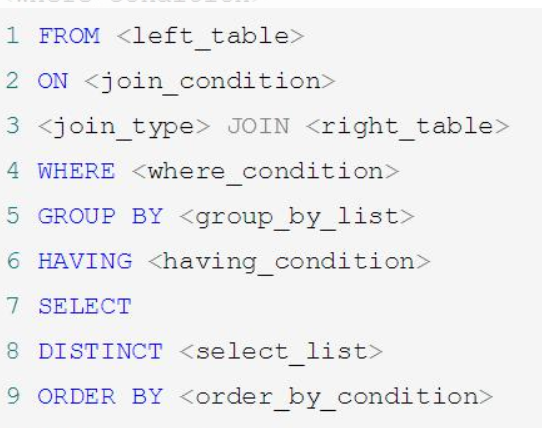 1 FROM <left_table>
2 ON <join_condition>
3 <join_type> JOIN <right_table>
4 WHERE <where_condition>
5 GROUP BY <group_by_list>
6 HAVING <having_condition>
7 SELECT
8 DISTINCT <select_list>
9 ORDER BY <order_by_condition>